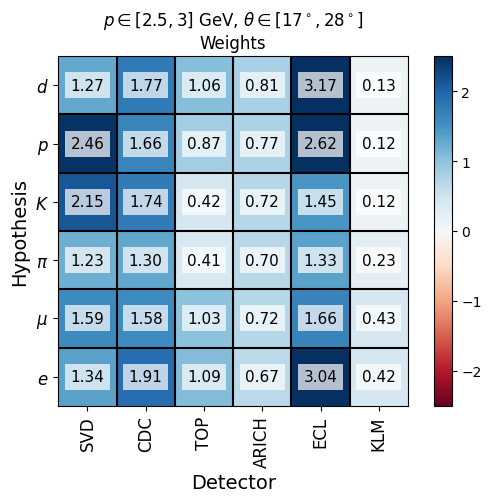 p ∈ [2.5, 3] GeV, θ ∈ [17°, 28°]
Weights
d 1.27 1.77 1.06 0.81 3.17 0.13
p 2.46 1.66 0.87 0.77 2.62 0.12
K 2.15 1.74 0.42 0.72 1.45 0.12
π 1.23 1.30 0.41 0.70 1.33 0.23
μ 1.59 1.58 1.03 0.72 1.66 0.43
e 1.34 1.91 1.09 0.67 3.04 0.42
SVD CDC TOP ARICH ECL KLM
Detector
Hypothesis
2
1
0
−1
−2